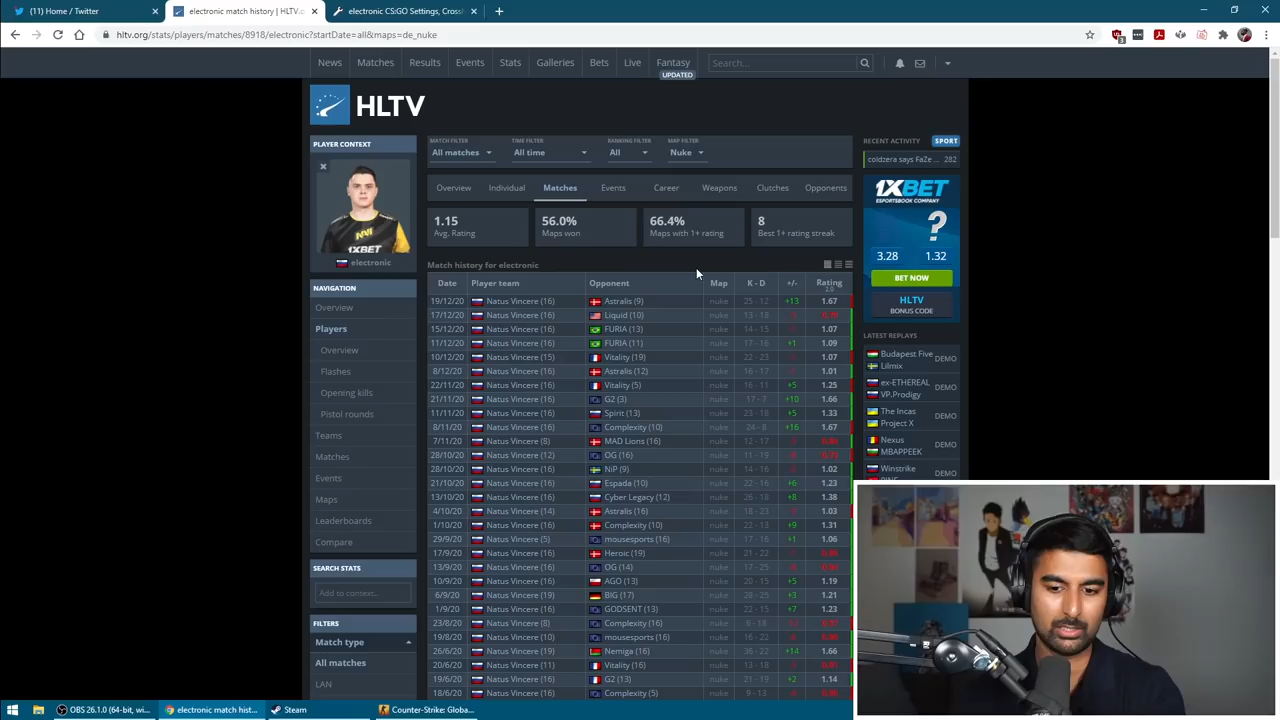 (11) Home / Twitter
electronic match history | HLTV.c
electronic CS:GO Settings, Crossh
hltv.org/stats/players/matches/8918/electronic?startDate=all&maps=de_nuke
News Matches Results Events Stats Galleries Bets Live Fantasy Search...
UPDATED
HLTV
PLAYER CONTEXT
NAVI
1XBET
electronic
NAVIGATION
Overview
Players
Overview
Flashes
Opening kills
Pistol rounds
Teams
Matches
Events
Maps
Leaderboards
Compare
SEARCH STATS
Add to context..
FILTERS
Match type
All matches
LAN
MATCH FILTER TIME FILTER RANKING FILTER MAP FILTER
All matches All time All Nuke
Overview Individual Matches Events Career Weapons Clutches Opponents
1.15 56.0% 66.4% 8
Avg. Rating Maps won Maps with 1+ rating Best 1+ rating streak
Match history for electronic
Date Player team Opponent Map K - D +/- Rating
2.0
19/12/20 Natus Vincere (16) Astralis (9) nuke 25 - 12 +13 1.67
17/12/20 Natus Vincere (16) Liquid (10) nuke 13 - 18
15/12/20 Natus Vincere (16) FURIA (13) nuke 14 - 15 1.07
11/12/20 Natus Vincere (16) FURIA (11) nuke 17 - 16 +1 1.09
10/12/20 Natus Vincere (15) Vitality (19) nuke 22 - 23 1.07
8/12/20 Natus Vincere (16) Astralis (12) nuke 16 - 17 1.01
22/11/20 Natus Vincere (16) Vitality (5) nuke 16 - 11 +5 1.25
21/11/20 Natus Vincere (16) G2 (3) nuke 17 - 7 +10 1.66
11/11/20 Natus Vincere (16) Spirit (13) nuke 23 - 18 +5 1.33
8/11/20 Natus Vincere (16) Complexity (10) nuke 24 - 8 +16 1.67
7/11/20 Natus Vincere (8) MAD Lions (16) nuke 12 - 17
28/10/20 Natus Vincere (12) OG (16) nuke 11 - 19
28/10/20 Natus Vincere (16) NiP (9) nuke 14 - 16 1.02
21/10/20 Natus Vincere (16) Espada (10) nuke 22 - 16 +6 1.23
13/10/20 Natus Vincere (16) Cyber Legacy (12) nuke 26 - 18 +8 1.38
4/10/20 Natus Vincere (14) Astralis (16) nuke 18 - 23 1.03
1/10/20 Natus Vincere (16) Complexity (10) nuke 22 - 13 +9 1.31
29/9/20 Natus Vincere (5) mousesports (16) nuke 17 - 16 +1 1.06
17/9/20 Natus Vincere (16) Heroic (19) nuke 21 - 22
13/9/20 Natus Vincere (16) OG (14) nuke 17 - 25
10/9/20 Natus Vincere (16) AGO (13) nuke 20 - 15 +5 1.19
6/9/20 Natus Vincere (19) BIG (17) nuke 28 - 25 +3 1.21
1/9/20 Natus Vincere (16) GODSENT (13) nuke 22 - 15 +7 1.23
23/8/20 Natus Vincere (8) Complexity (16) nuke 6 - 18
19/8/20 Natus Vincere (10) mousesports (16) nuke 16 - 22
26/6/20 Natus Vincere (19) Nemiga (16) nuke 36 - 22 +14 1.66
20/6/20 Natus Vincere (11) Vitality (16) nuke 13 - 18
18/6/20 Natus Vincere (16) G2 (13) nuke 21 - 19 +2 1.14
18/6/20 Natus Vincere (16) Complexity (5) nuke 9 - 13
RECENT ACTIVITY SPORT
coldzera says FaZe ... 282
1XBET
ESPORTSBOOK COMPANY
?
3.28 1.32
BET NOW
HLTV
BONUS CODE
LATEST REPLAYS
Budapest Five
Lilmix
DEMO
ex-ETHEREAL
VP.Prodigy
DEMO
The Incas
Project X
DEMO
Nexus
MBAPPEEK
DEMO
Winstrike
DEMO
OBS 26.1.0 (64-bit, wi...
electronic match hist...
Steam
Counter-Strike: Globa...